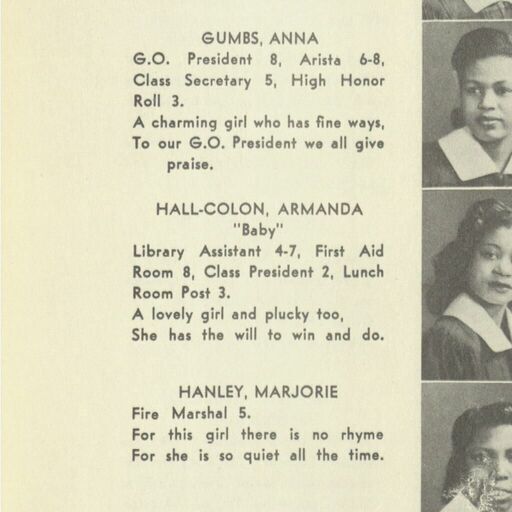 GUMBS, ANNA
G.O. President 8, Arista 6-8,
Class Secretary 5, High Honor
Roll 3.
A charming girl who has fine ways,
To our G.O. President we all give
praise.
HALL-COLON, ARMANDA
"Baby"
Library Assistant 4-7, First Aid
Room 8, Class President 2, Lunch
Room Post 3.
A lovely girl and plucky too,
She has the will to win and do.
HANLEY, MARJORIE
Fire Marshal 5.
For this girl there is no rhyme
For she is so quiet all the time.